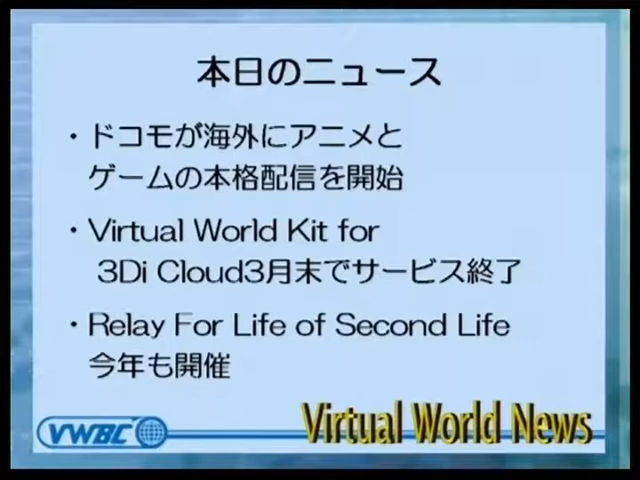 本日のニュース
・ドコモが海外にアニメと
ゲームの本格配信を開始
・Virtual World Kit for
3Di Cloud3月末でサービス終了
・Relay For Life of Second Life
今年も開催
VWBC
Virtual World News